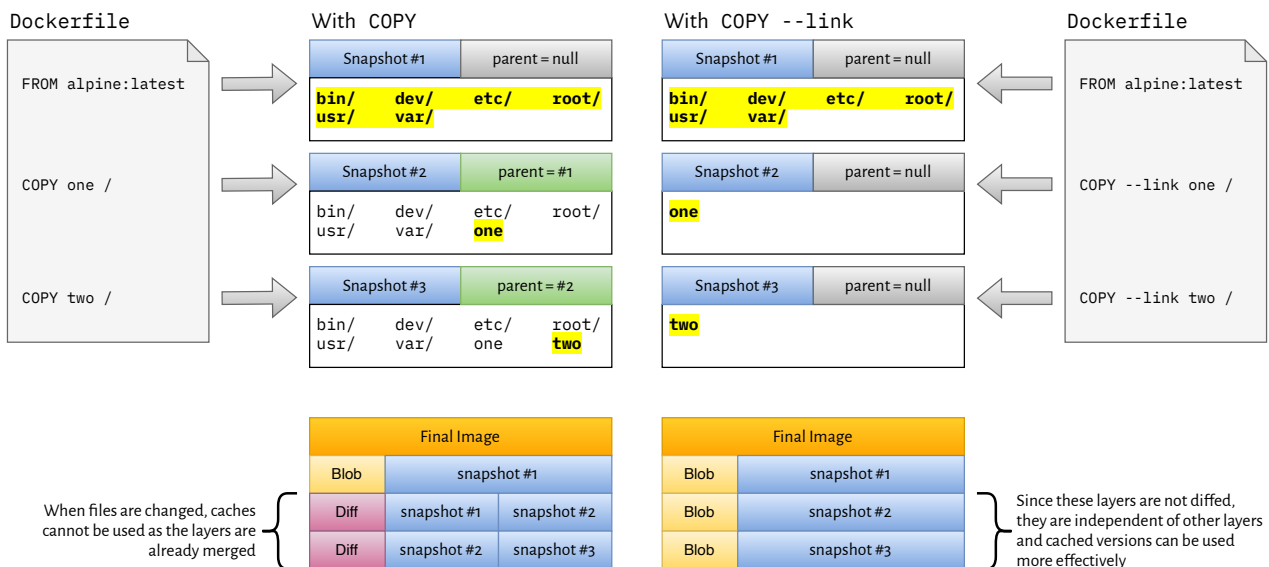 Dockerfile
With COPY
With COPY --link
Dockerfile
FROM alpine:latest
COPY one /
COPY two /
Snapshot #1 parent = null
bin/ dev/ etc/ root/
usr/ var/
Snapshot #2 parent = #1
bin/ dev/ etc/ root/
usr/ var/ one
Snapshot #3 parent = #2
bin/ dev/ etc/ root/
usr/ var/ one two
Snapshot #1 parent = null
bin/ dev/ etc/ root/
usr/ var/
Snapshot #2 parent = null
one
Snapshot #3 parent = null
two
FROM alpine:latest
COPY --link one /
COPY --link two /
When files are changed, caches
cannot be used as the layers are
already merged
Final Image
Blob snapshot #1
Diff snapshot #1 snapshot #2
Diff snapshot #2 snapshot #3
Final Image
Blob snapshot #1
Blob snapshot #2
Blob snapshot #3
Since these layers are not diffed,
they are independent of other layers
and cached versions can be used
more effectively